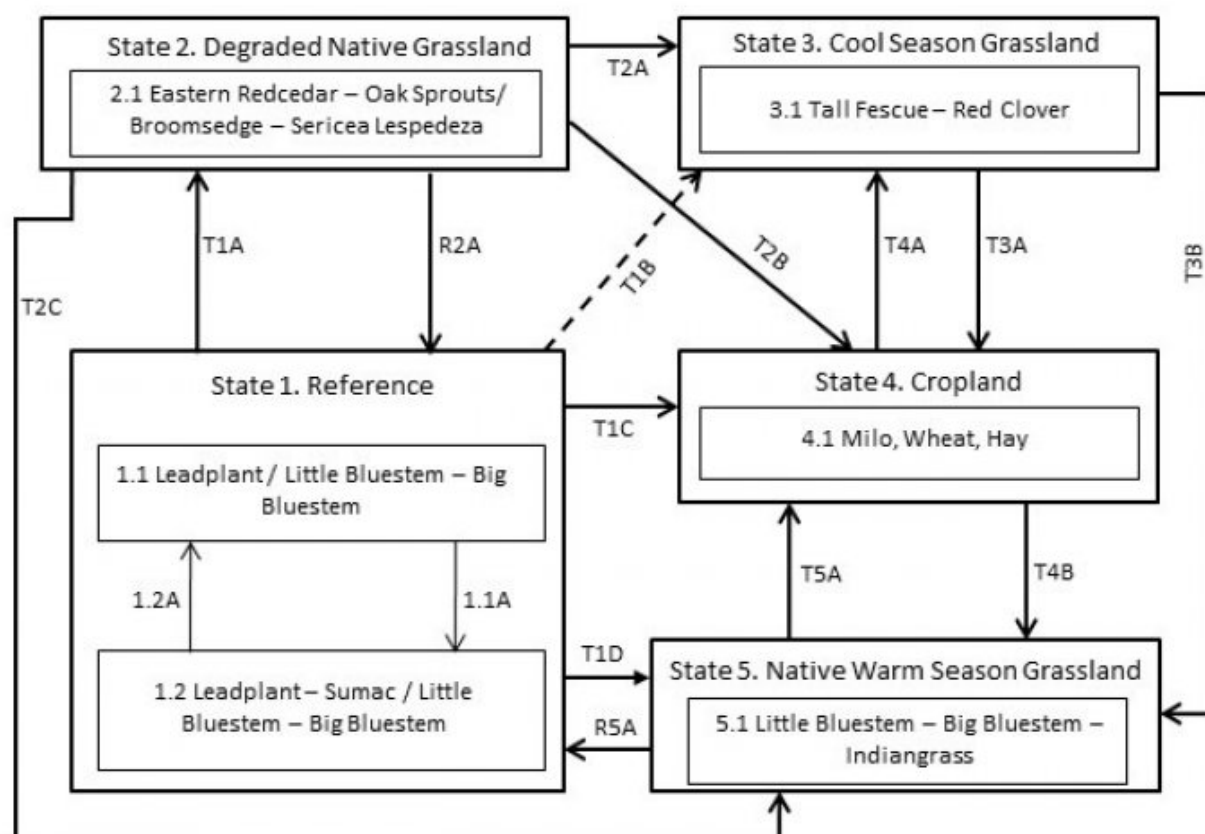 State 2. Degraded Native Grassland
2.1 Eastern Redcedar – Oak Sprouts/
Broomsedge – Sericea Lespedeza
T2A
State 3. Cool Season Grassland
3.1 Tall Fescue – Red Clover
T1A
R2A
T1B
T2B
T4A
T3A
T3B
T2C
State 1. Reference
1.1 Leadplant / Little Bluestem – Big
Bluestem
1.2A
1.1A
1.2 Leadplant – Sumac / Little
Bluestem – Big Bluestem
T1C
State 4. Cropland
4.1 Milo, Wheat, Hay
T5A
T4B
T1D
R5A
State 5. Native Warm Season Grassland
5.1 Little Bluestem – Big Bluestem –
Indiangrass